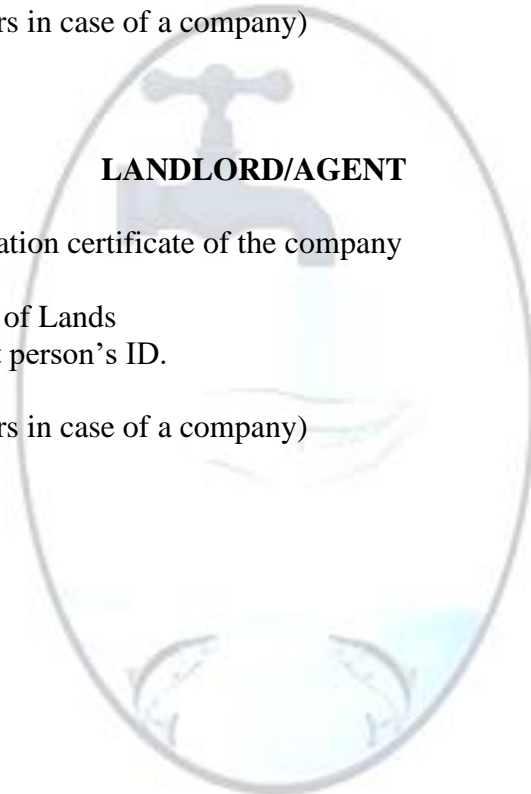 rs in case of a company)
LANDLORD/AGENT
ation certificate of the company
of Lands
person’s ID.
rs in case of a company)